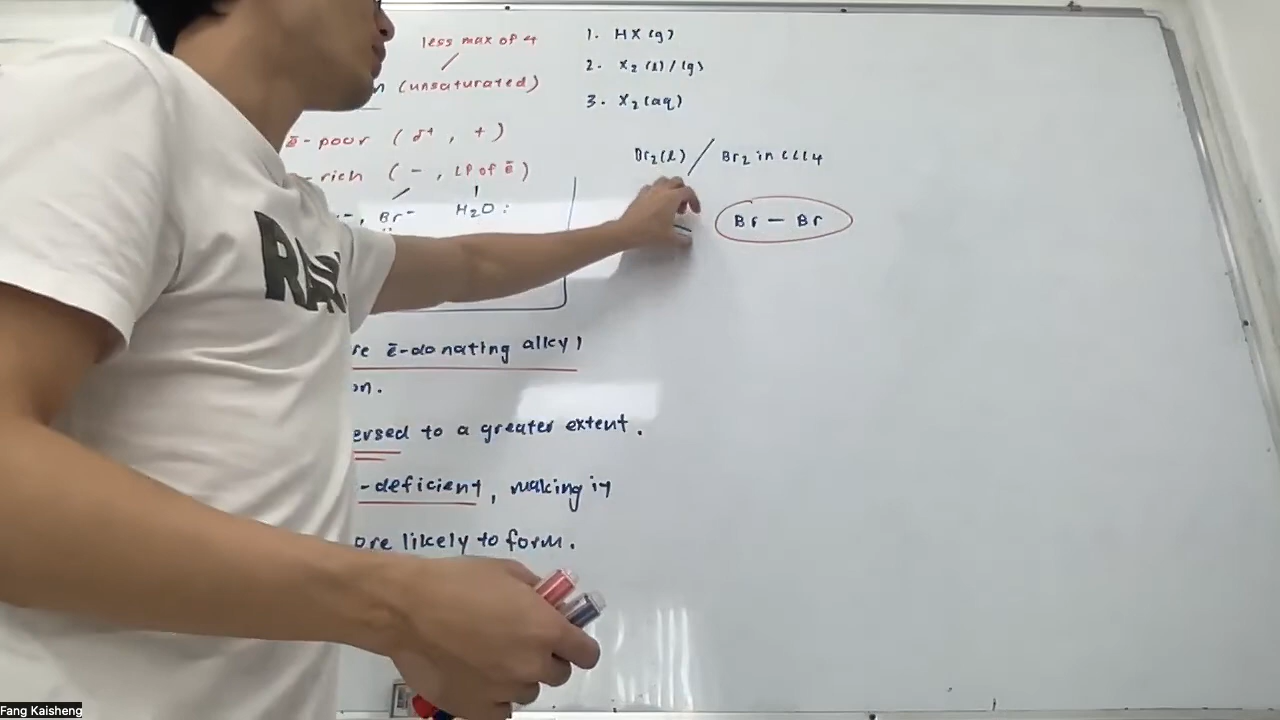 less max of 4
n (unsaturated)
ē-poor (δ+, +)
-rich (-, LP of ē)
-, Br-
H2O:
1. HX(g)
2. X2(l)/(g)
3. X2(aq)
Br2(l) / Br2 in CCl4
Br — Br
re ē-donating alkyl
on.
ersed to a greater extent.
-deficient, making it
ore likely to form.
Fang Kaisheng